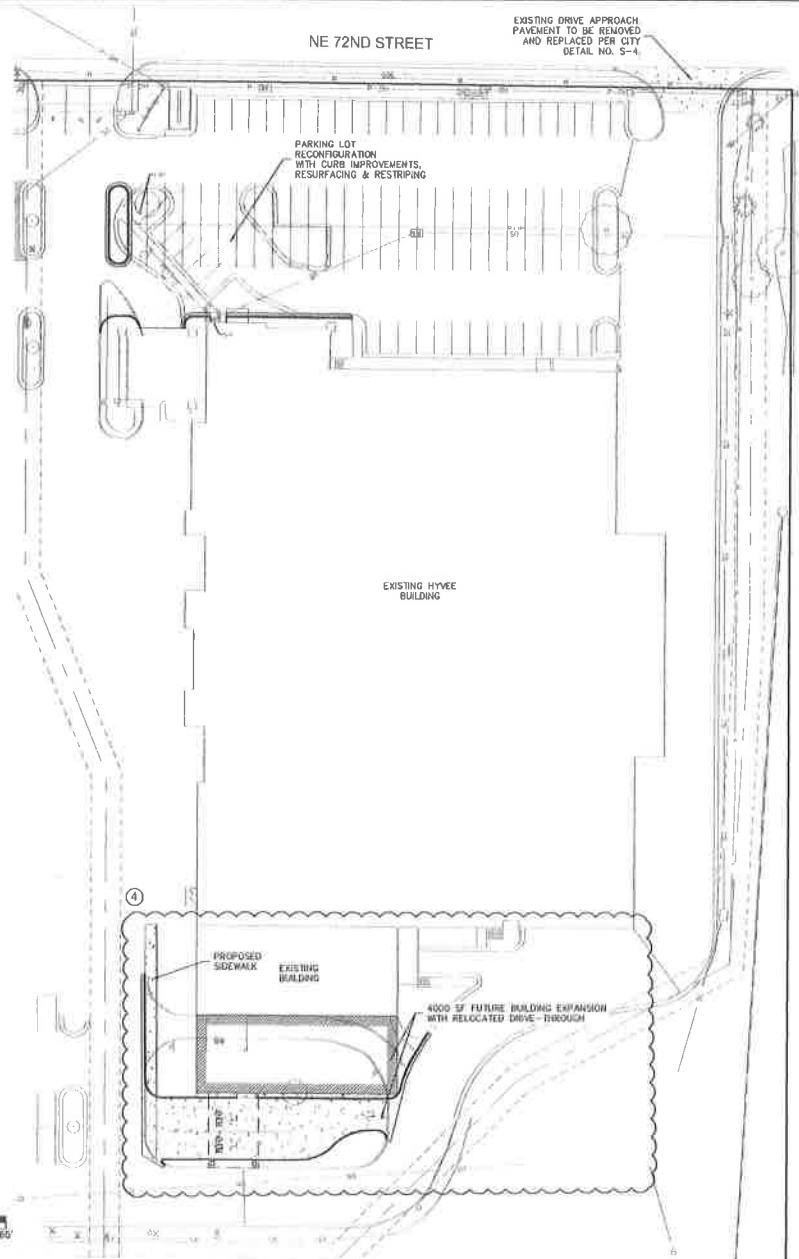 NE 72ND STREET
EXISTING DRIVE APPROACH
PAVEMENT TO BE REMOVED
AND REPLACED PER CITY
DETAIL NO. S-4
PARKING LOT
RECONFIGURATION
WITH CURB IMPROVEMENTS,
RESURFACING & RESTRIPING
EXISTING HYVEE
BUILDING
4
PROPOSED
SIDEWALK
EXISTING
BUILDING
4000 SF FUTURE BUILDING EXPANSION
WITH RELOCATED DRIVE-THROUGH